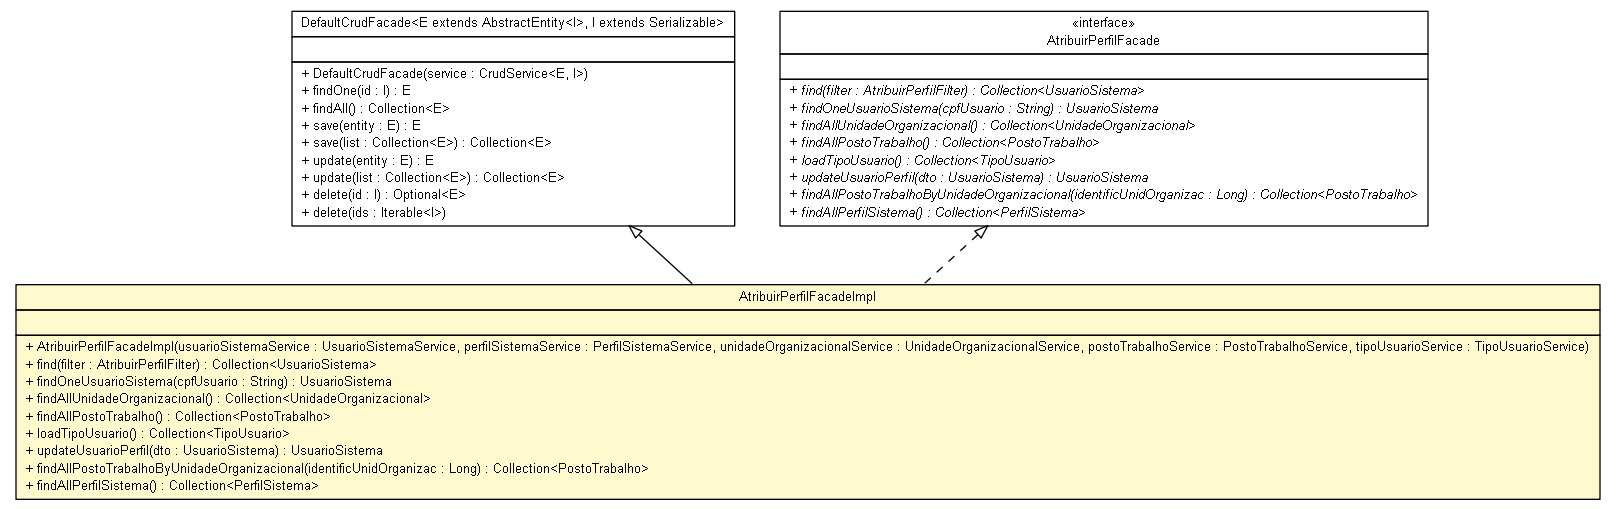 DefaultCrudFacade<E extends AbstractEntity<I>, I extends Serializable>
+ DefaultCrudFacade(service : CrudService<E, I>)
+ findOne(id : I) : E
+ findAll() : Collection<E>
+ save(entity : E) : E
+ save(list : Collection<E>) : Collection<E>
+ update(entity : E) : E
+ update(list : Collection<E>) : Collection<E>
+ delete(id : I) : Optional<E>
+ delete(ids : Iterable<I>)
«interface»
AtribuirPerfilFacade
+ find(filter : AtribuirPerfilFilter) : Collection<UsuarioSistema>
+ findOneUsuarioSistema(cpfUsuario : String) : UsuarioSistema
+ findAllUnidadeOrganizacional() : Collection<UnidadeOrganizacional>
+ findAllPostoTrabalho() : Collection<PostoTrabalho>
+ loadTipoUsuario() : Collection<TipoUsuario>
+ updateUsuarioPerfil(dto : UsuarioSistema) : UsuarioSistema
+ findAllPostoTrabalhoByUnidadeOrganizacional(identificUnidOrganizac : Long) : Collection<PostoTrabalho>
+ findAllPerfilSistema() : Collection<PerfilSistema>
AtribuirPerfilFacadeImpl
+ AtribuirPerfilFacadeImpl(usuarioSistemaService : UsuarioSistemaService, perfilSistemaService : PerfilSistemaService, unidadeOrganizacionalService : UnidadeOrganizacionalService, postoTrabalhoService : PostoTrabalhoService, tipoUsuarioService : TipoUsuarioService)
+ find(filter : AtribuirPerfilFilter) : Collection<UsuarioSistema>
+ findOneUsuarioSistema(cpfUsuario : String) : UsuarioSistema
+ findAllUnidadeOrganizacional() : Collection<UnidadeOrganizacional>
+ findAllPostoTrabalho() : Collection<PostoTrabalho>
+ loadTipoUsuario() : Collection<TipoUsuario>
+ updateUsuarioPerfil(dto : UsuarioSistema) : UsuarioSistema
+ findAllPostoTrabalhoByUnidadeOrganizacional(identificUnidOrganizac : Long) : Collection<PostoTrabalho>
+ findAllPerfilSistema() : Collection<PerfilSistema>